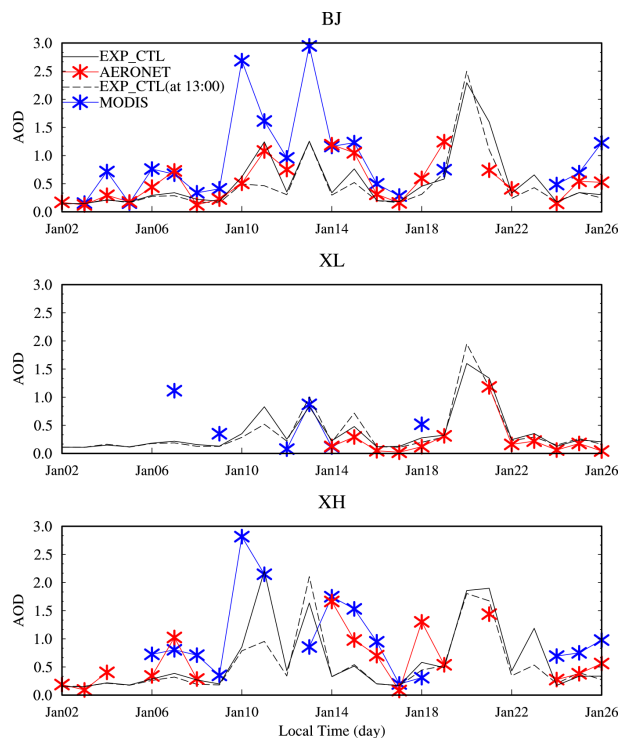 BJ
3.0
2.5
2.0
1.5
1.0
0.5
0.0
AOD
EXP_CTL
AERONET
EXP_CTL(at 13:00)
MODIS
Jan02 Jan06 Jan10 Jan14 Jan18 Jan22 Jan26
XL
3.0
2.5
2.0
1.5
1.0
0.5
0.0
AOD
Jan02 Jan06 Jan10 Jan14 Jan18 Jan22 Jan26
XH
3.0
2.5
2.0
1.5
1.0
0.5
0.0
AOD
Jan02 Jan06 Jan10 Jan14 Jan18 Jan22 Jan26
Local Time (day)